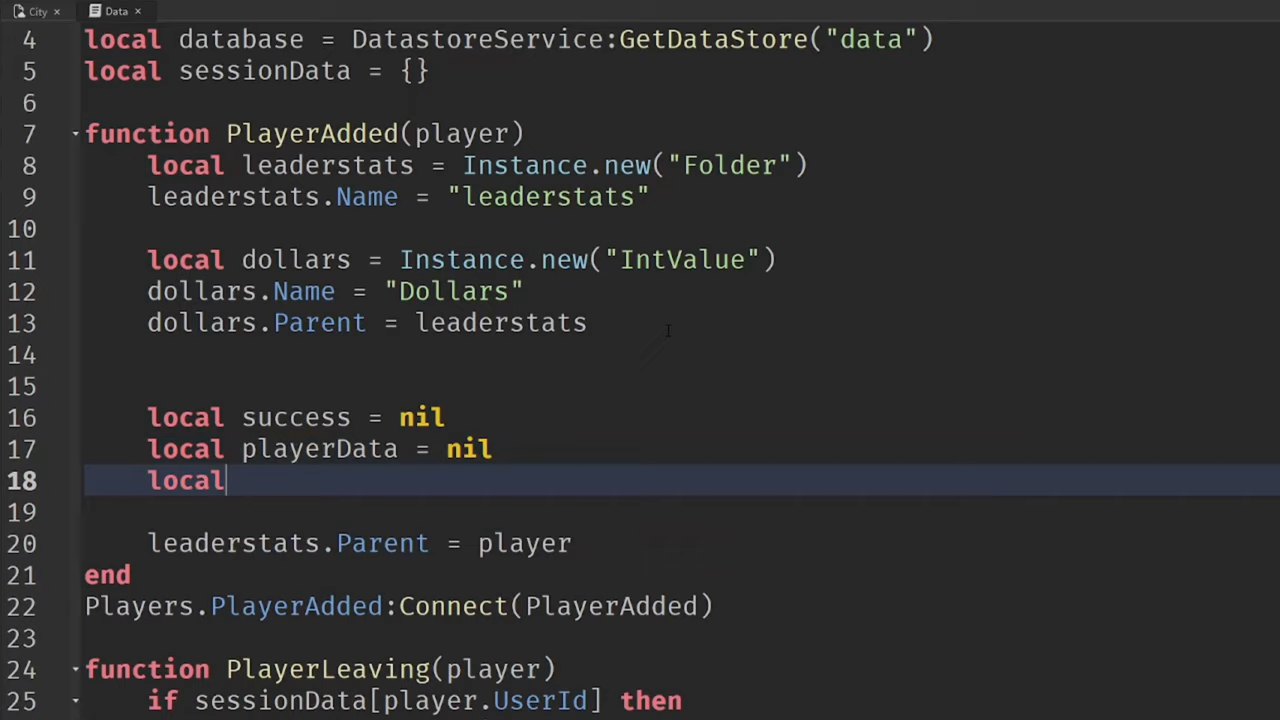 City × Data ×
4 local database = DatastoreService:GetDataStore("data")
5 local sessionData = {}
6
7 function PlayerAdded(player)
8 local leaderstats = Instance.new("Folder")
9 leaderstats.Name = "leaderstats"
10
11 local dollars = Instance.new("IntValue")
12 dollars.Name = "Dollars"
13 dollars.Parent = leaderstats
14
15
16 local success = nil
17 local playerData = nil
18 local
19
20 leaderstats.Parent = player
21 end
22 Players.PlayerAdded:Connect(PlayerAdded)
23
24 function PlayerLeaving(player)
25 if sessionData[player.UserId] then